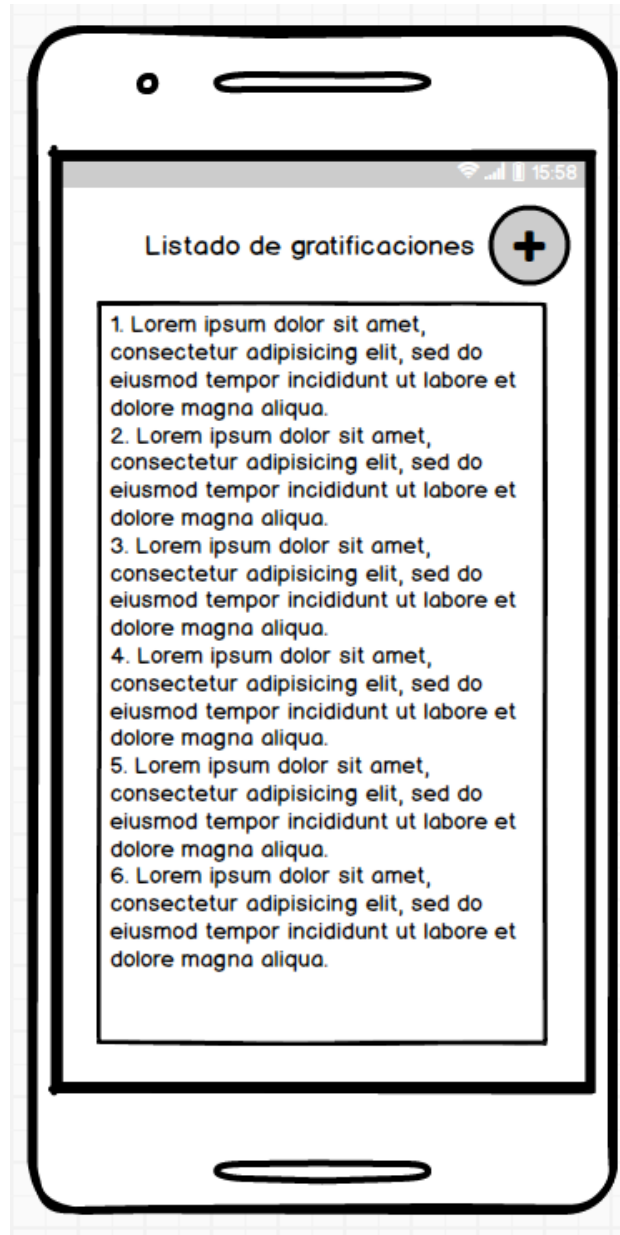 15:58
Listado de gratificaciones
1. Lorem ipsum dolor sit amet,
consectetur adipisicing elit, sed do
eiusmod tempor incididunt ut labore et
dolore magna aliqua.
2. Lorem ipsum dolor sit amet,
consectetur adipisicing elit, sed do
eiusmod tempor incididunt ut labore et
dolore magna aliqua.
3. Lorem ipsum dolor sit amet,
consectetur adipisicing elit, sed do
eiusmod tempor incididunt ut labore et
dolore magna aliqua.
4. Lorem ipsum dolor sit amet,
consectetur adipisicing elit, sed do
eiusmod tempor incididunt ut labore et
dolore magna aliqua.
5. Lorem ipsum dolor sit amet,
consectetur adipisicing elit, sed do
eiusmod tempor incididunt ut labore et
dolore magna aliqua.
6. Lorem ipsum dolor sit amet,
consectetur adipisicing elit, sed do
eiusmod tempor incididunt ut labore et
dolore magna aliqua.